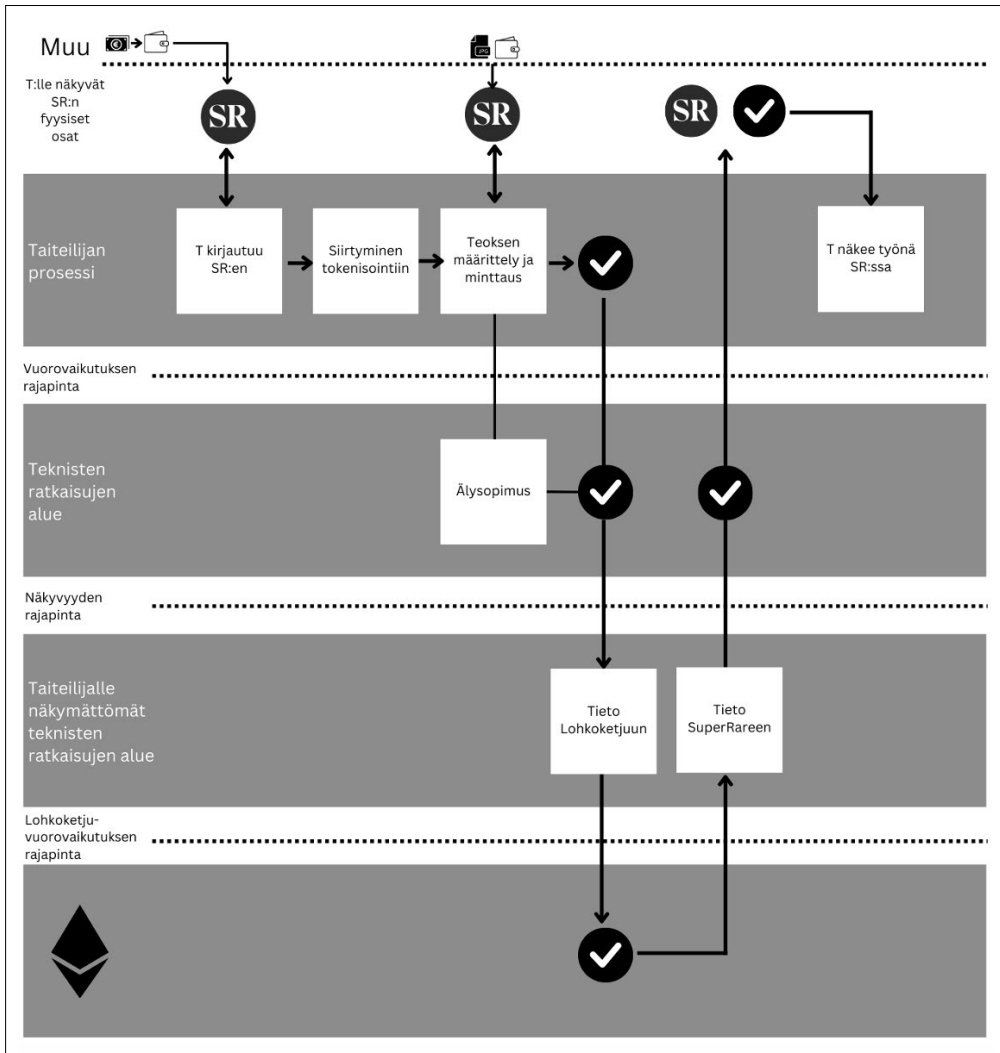 Muu
JPG
T:lle näkyvät
SR:n
fyysiset
osat
SR
SR
SR
Taiteilijan
prosessi
T kirjautuu
SR:en
Siirtyminen
tokenisointiin
Teoksen
määrittely ja
minttaus
T näkee työnä
SR:ssa
Vuorovaikutuksen
rajapinta
Teknisten
ratkaisujen
alue
Älysopimus
Näkyvyyden
rajapinta
Taiteilijalle
näkymättömät
teknisten
ratkaisujen alue
Tieto
Lohkoketjuun
Tieto
SuperRareen
Lohkoketju-
vuorovaikutuksen
rajapinta